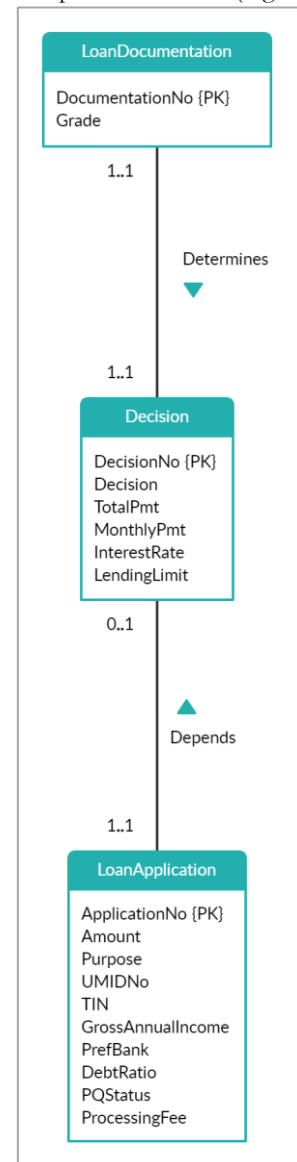 LoanDocumentation
DocumentationNo {PK}
Grade
1..1
Determines
1..1
Decision
DecisionNo {PK}
Decision
TotalPmt
MonthlyPmt
InterestRate
LendingLimit
0..1
Depends
1..1
LoanApplication
ApplicationNo {PK}
Amount
Purpose
UMIDNo
TIN
GrossAnnualIncome
PrefBank
DebtRatio
PQStatus
ProcessingFee